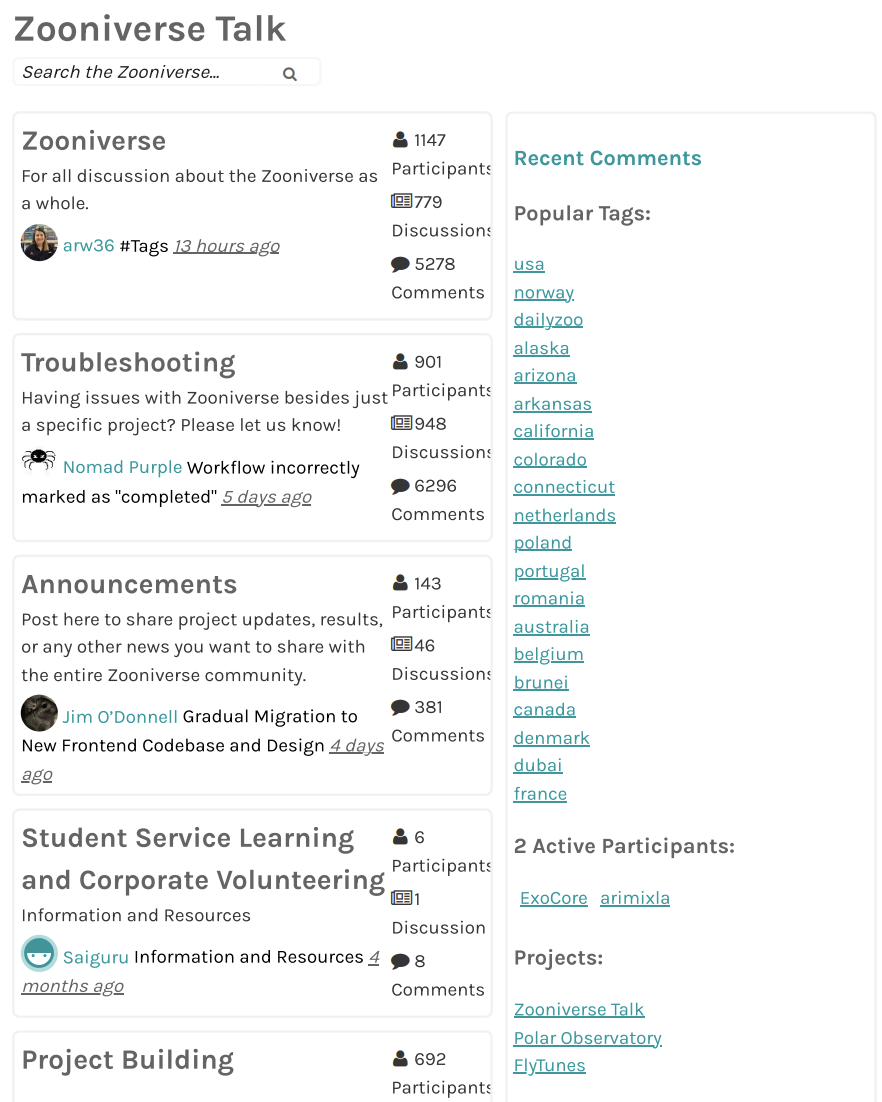 Zooniverse Talk
Search the Zooniverse...
Zooniverse
For all discussion about the Zooniverse as
a whole.
arw36 #Tags 13 hours ago
1147
Participants
779
Discussions
5278
Comments
Troubleshooting
Having issues with Zooniverse besides just
a specific project? Please let us know!
Nomad Purple Workflow incorrectly
marked as "completed" 5 days ago
901
Participants
948
Discussions
6296
Comments
Announcements
Post here to share project updates, results,
or any other news you want to share with
the entire Zooniverse community.
Jim O’Donnell Gradual Migration to
New Frontend Codebase and Design 4 days
ago
143
Participants
46
Discussions
381
Comments
Student Service Learning
and Corporate Volunteering
Information and Resources
Saiguru Information and Resources 4
months ago
6
Participants
1
Discussion
8
Comments
Project Building
692
Participants
Recent Comments
Popular Tags:
usa
norway
dailyzoo
alaska
arizona
arkansas
california
colorado
connecticut
netherlands
poland
portugal
romania
australia
belgium
brunei
canada
denmark
dubai
france
2 Active Participants:
ExoCore arimixla
Projects:
Zooniverse Talk
Polar Observatory
FlyTunes